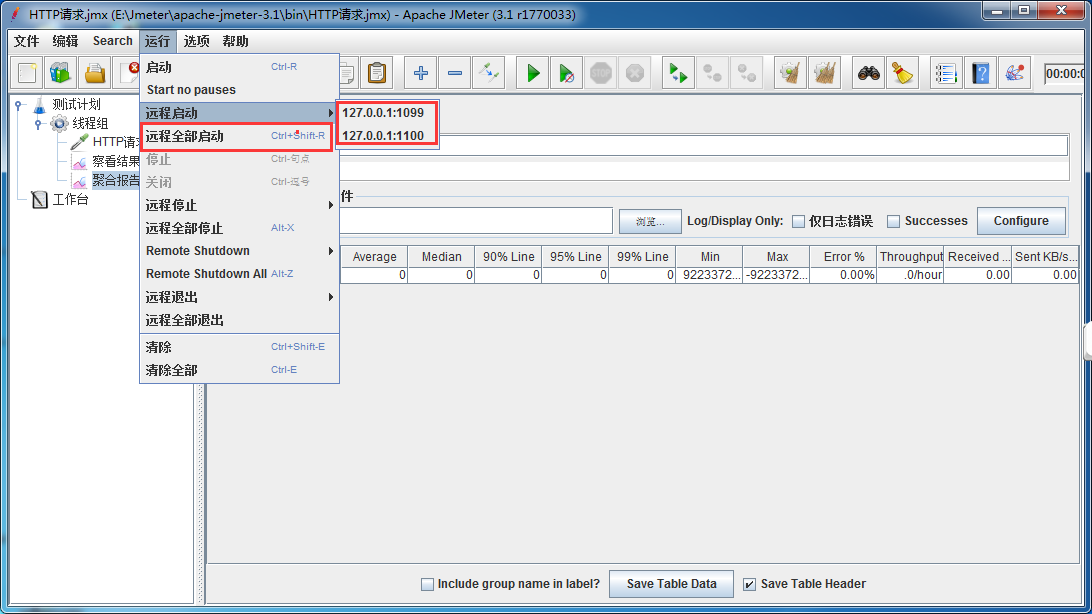 HTTP请求.jmx (E:\Jmeter\apache-jmeter-3.1\bin\HTTP请求.jmx) - Apache JMeter (3.1 r1770033)
文件 编辑 Search 运行 选项 帮助
00:00:0
启动 Ctrl-R
Start no pauses
远程启动
127.0.0.1:1099
127.0.0.1:1100
远程全部启动 Ctrl+Shift-R
停止 Ctrl-句点
关闭 Ctrl-逗号
远程停止
远程全部停止 Alt-X
Remote Shutdown
Remote Shutdown All Alt-Z
远程退出
远程全部退出
清除 Ctrl+Shift-E
清除全部 Ctrl-E
测试计划
线程组
HTTP请求
察看结果
聚合报告
工作台
件
浏览... Log/Display Only: 仅日志错误 Successes Configure
Average Median 90% Line 95% Line 99% Line Min Max Error % Throughput Received ... Sent KB/s...
0 0 0 0 0 9223372... -9223372... 0.00% .0/hour 0.00 0.00
Include group name in label? Save Table Data Save Table Header